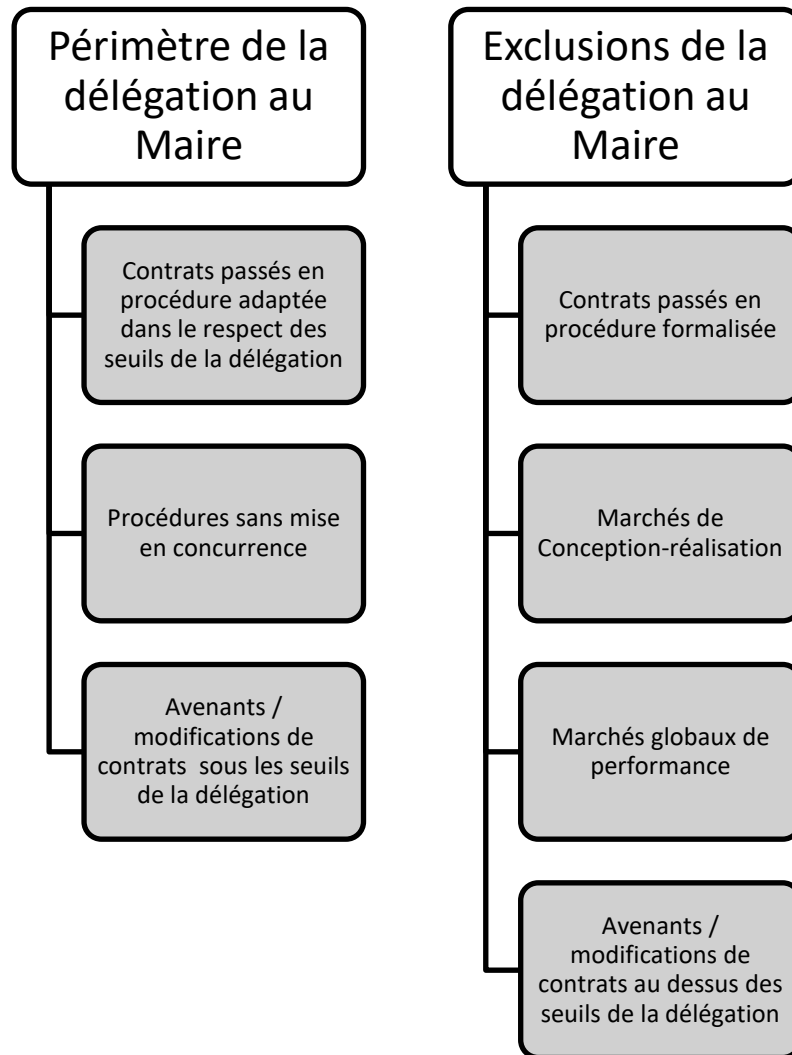 Périmètre de la
délégation au
Maire
Contrats passés en
procédure adaptée
dans le respect des
seuils de la délégation
Procédures sans mise
en concurrence
Avenants /
modifications de
contrats sous les seuils
de la délégation
Exclusions de la
délégation au
Maire
Contrats passés en
procédure formalisée
Marchés de
Conception-réalisation
Marchés globaux de
performance
Avenants /
modifications de
contrats au dessus des
seuils de la délégation